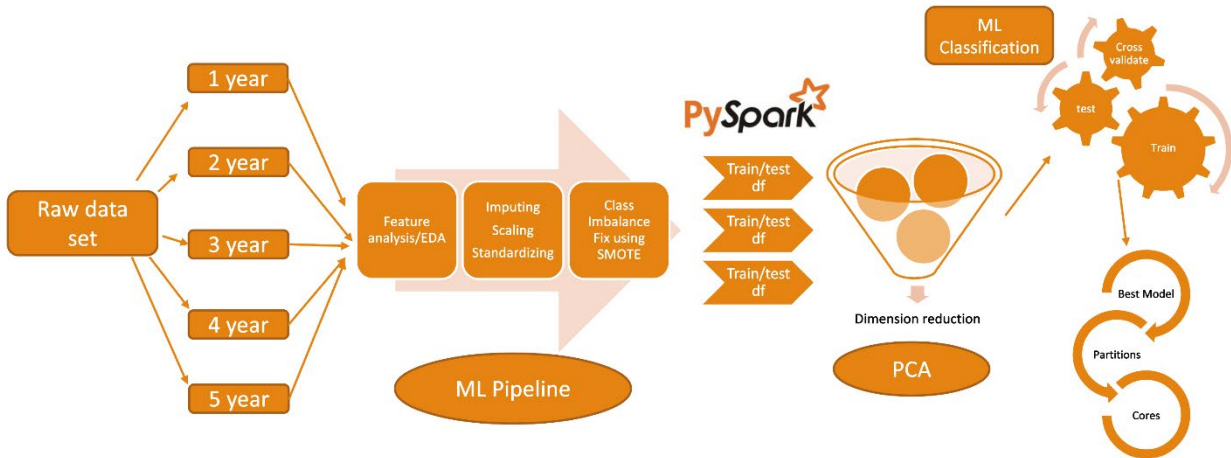 Raw data
set
1 year
2 year
3 year
4 year
5 year
Feature
analysis/EDA
Imputing
Scaling
Standardizing
Class
Imbalance
Fix using
SMOTE
ML Pipeline
PySpark
Train/test
df
Train/test
df
Train/test
df
Dimension reduction
PCA
ML
Classification
Cross
validate
test
Train
Best Model
Partitions
Cores